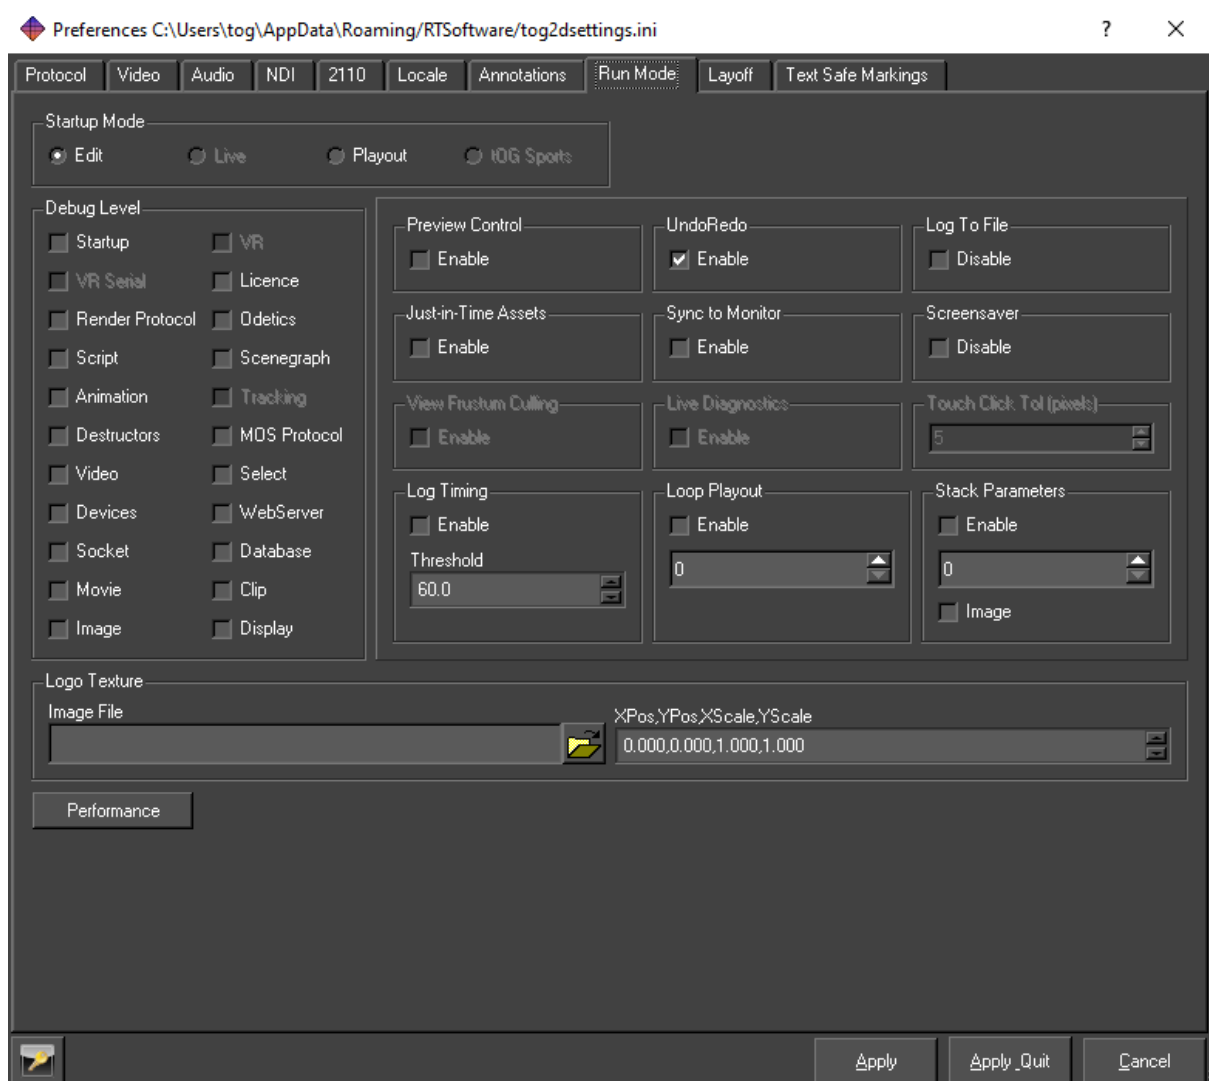 Preferences C:\Users\tog\AppData\Roaming/RTSoftware/tog2dsettings.ini ?
Protocol Video Audio NDI 2110 Locale Annotations Run Mode Layoff Text Safe Markings
Startup Mode
Edit Live Playout tOG Sports
Debug Level
Startup VR
VR Serial Licence
Render Protocol Odetics
Script Scenegraph
Animation Tracking
Destructors MOS Protocol
Video Select
Devices WebServer
Socket Database
Movie Clip
Image Display
Preview Control UndoRedo Log To File
Enable Enable Disable
Just-in-Time Assets Sync to Monitor Screensaver
Enable Enable Disable
View Frustum Culling Live Diagnostics Touch Click Tol (pixels)
Enable Enable 5
Log Timing Loop Playout Stack Parameters
Enable Enable Enable
Threshold
60.0 0 0
Image
Logo Texture
Image File XPos,YPos,XScale,YScale
0.000,0.000,1.000,1.000
Performance
Apply Apply_Quit Cancel